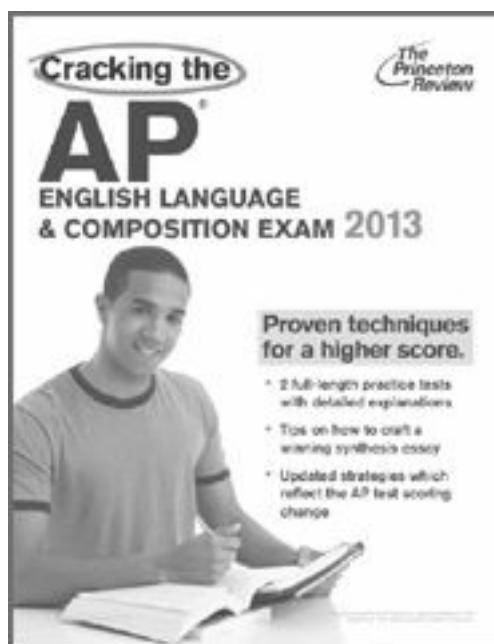 Cracking the
The
Princeton
Review
AP®
ENGLISH LANGUAGE
& COMPOSITION EXAM 2013
Proven techniques
for a higher score.
• 2 full-length practice tests
with detailed explanations
• Tips on how to craft a
winning synthesis essay
• Updated strategies which
reflect the AP test scoring
change